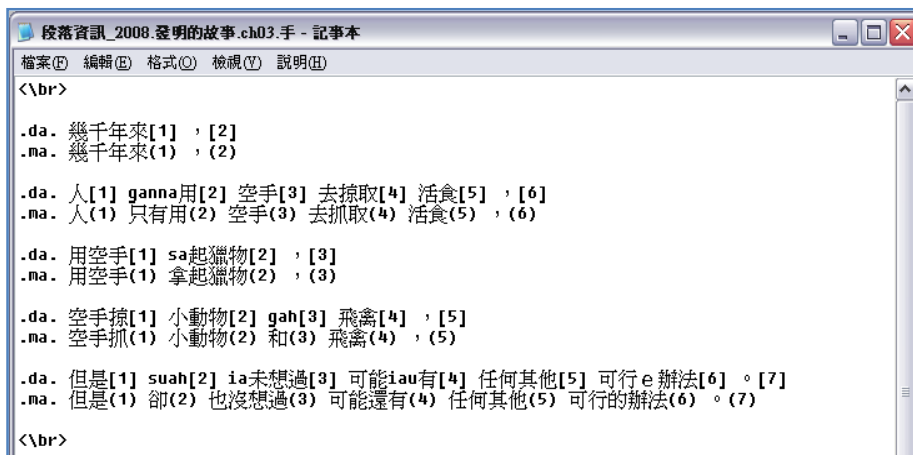 段落資訊_2008.發明的故事.ch03.手 - 記事本
檔案(F) 編輯(E) 格式(O) 檢視(V) 說明(H)
<\br>
.da. 幾千年來[1] ,[2]
.ma. 幾千年來(1) ,(2)
.da. 人[1] ganna用[2] 空手[3] 去掠取[4] 活食[5] ,[6]
.ma. 人(1) 只有用(2) 空手(3) 去抓取(4) 活食(5) ,(6)
.da. 用空手[1] sa起獵物[2] ,[3]
.ma. 用空手(1) 拿起獵物(2) ,(3)
.da. 空手掠[1] 小動物[2] gah[3] 飛禽[4] ,[5]
.ma. 空手抓(1) 小動物(2) 和(3) 飛禽(4) ,(5)
.da. 但是[1] suah[2] ia未想過[3] 可能iau有[4] 任何其他[5] 可行e辦法[6] 。[7]
.ma. 但是(1) 卻(2) 也沒想過(3) 可能還有(4) 任何其他(5) 可行的辦法(6) 。(7)
<\br>